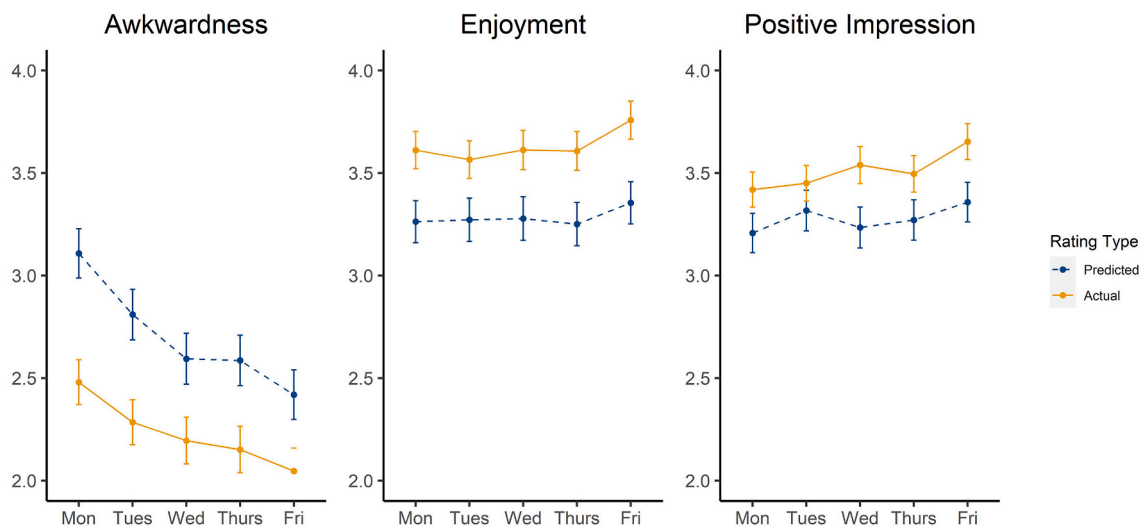 Awkwardness
4.0
3.5
3.0
2.5
2.0
Mon Tues Wed Thurs Fri
Enjoyment
4.0
3.5
3.0
2.5
2.0
Mon Tues Wed Thurs Fri
Positive Impression
4.0
3.5
3.0
2.5
2.0
Mon Tues Wed Thurs Fri
Rating Type
Predicted
Actual